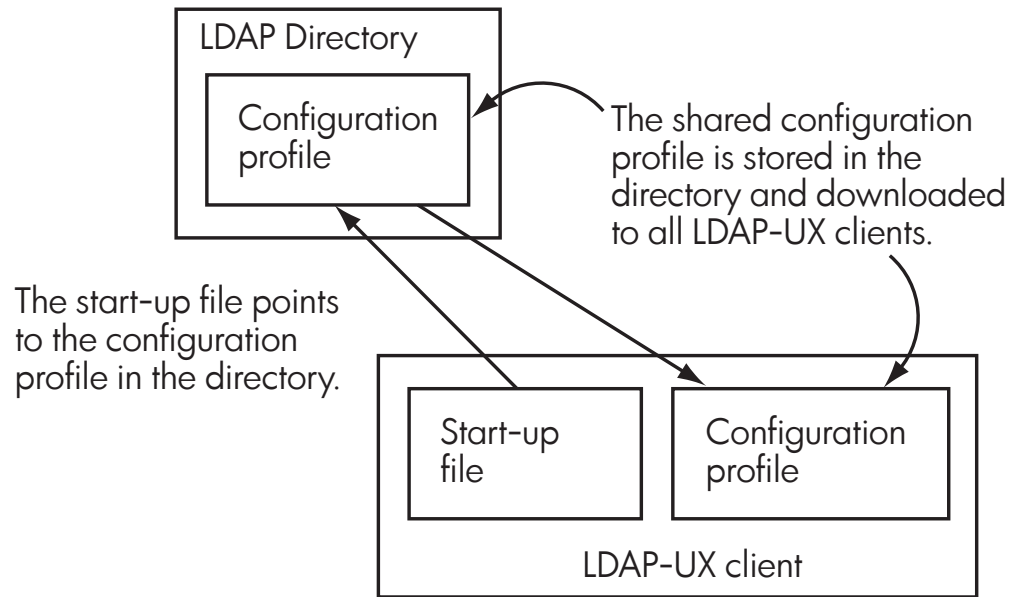 LDAP Directory
Configuration
profile
The shared configuration
profile is stored in the
directory and downloaded
to all LDAP-UX clients.
The start-up file points
to the configuration
profile in the directory.
Start-up
file
Configuration
profile
LDAP-UX client